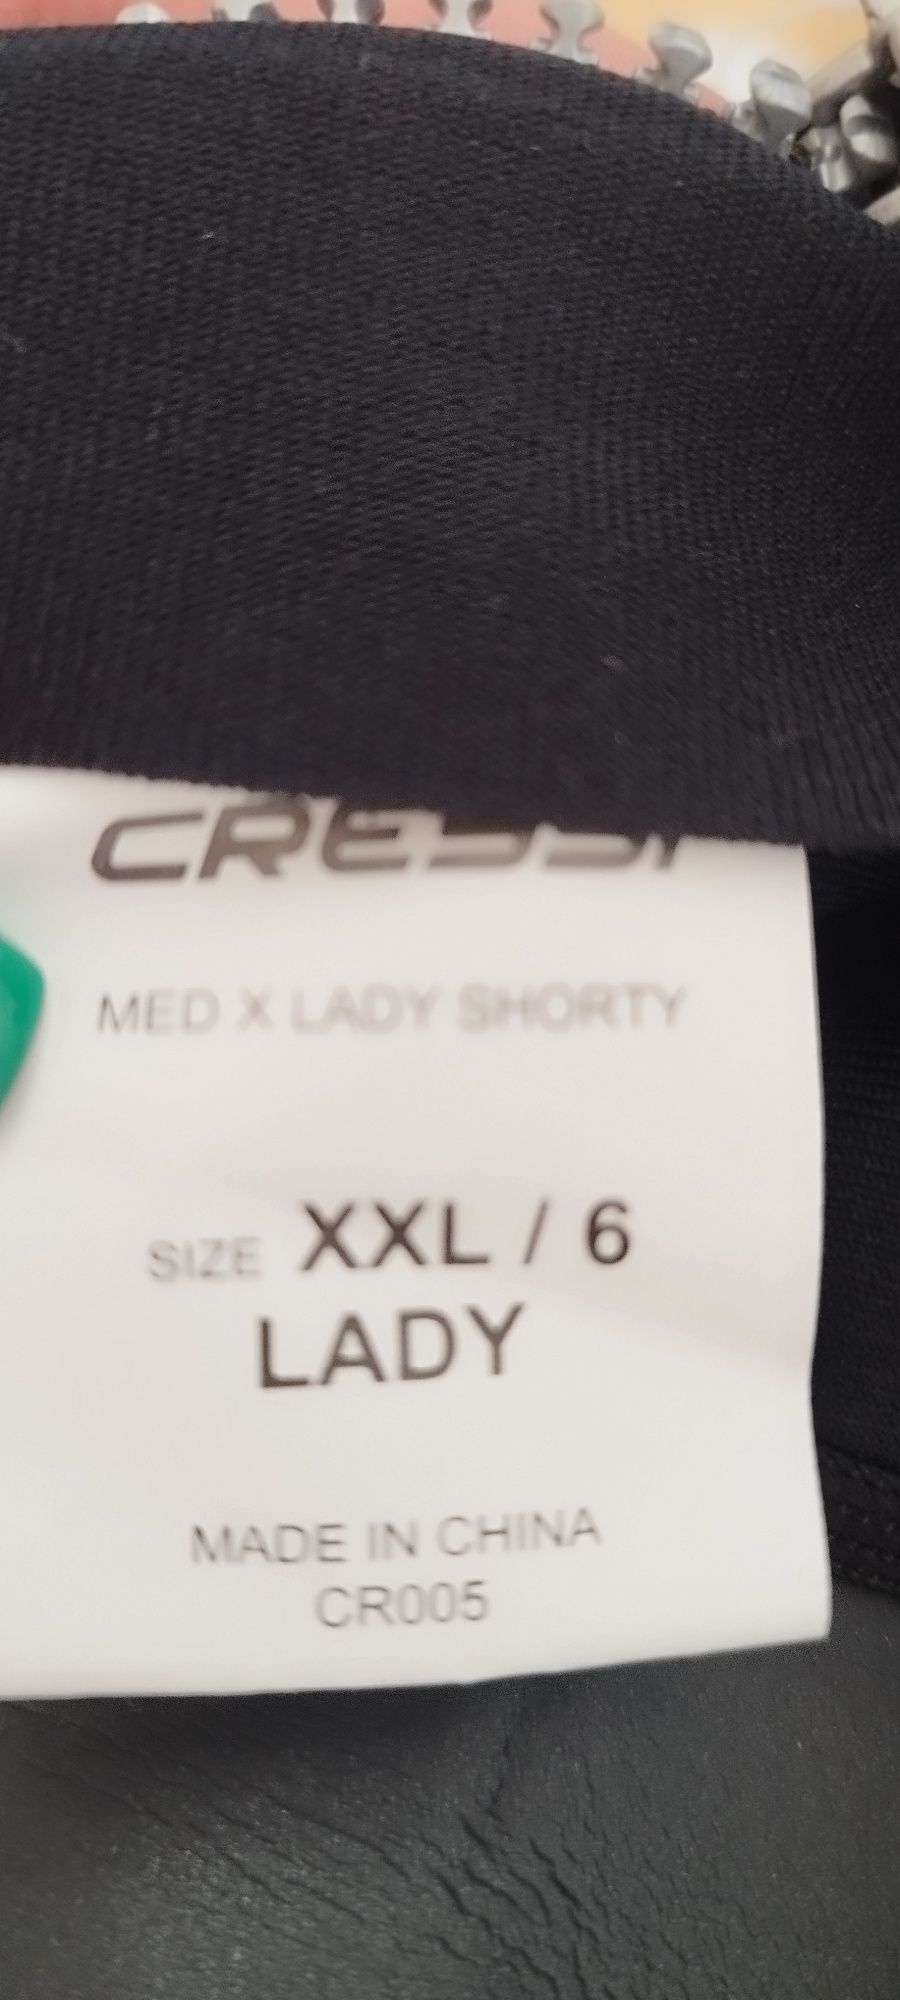 CRESSI
MED X LADY SHORTY
SIZE XXL / 6
LADY
MADE IN CHINA
CR005